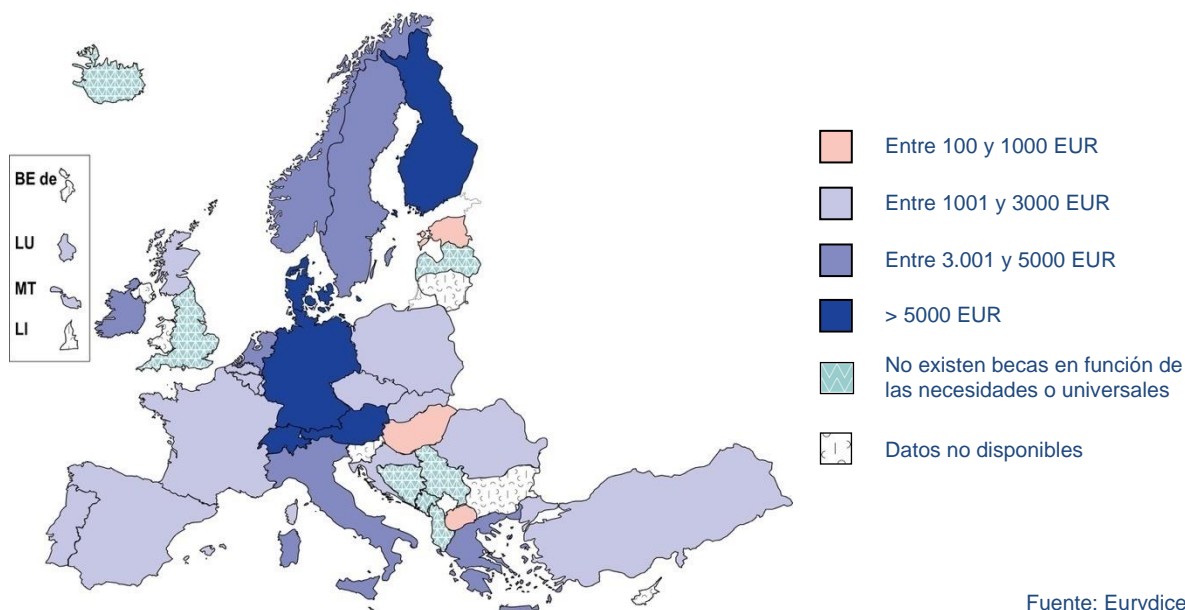 BE de
LU
MT
LI
Entre 100 y 1000 EUR
Entre 1001 y 3000 EUR
Entre 3.001 y 5000 EUR
> 5000 EUR
No existen becas en función de
las necesidades o universales
Datos no disponibles
Fuente: Eurydice